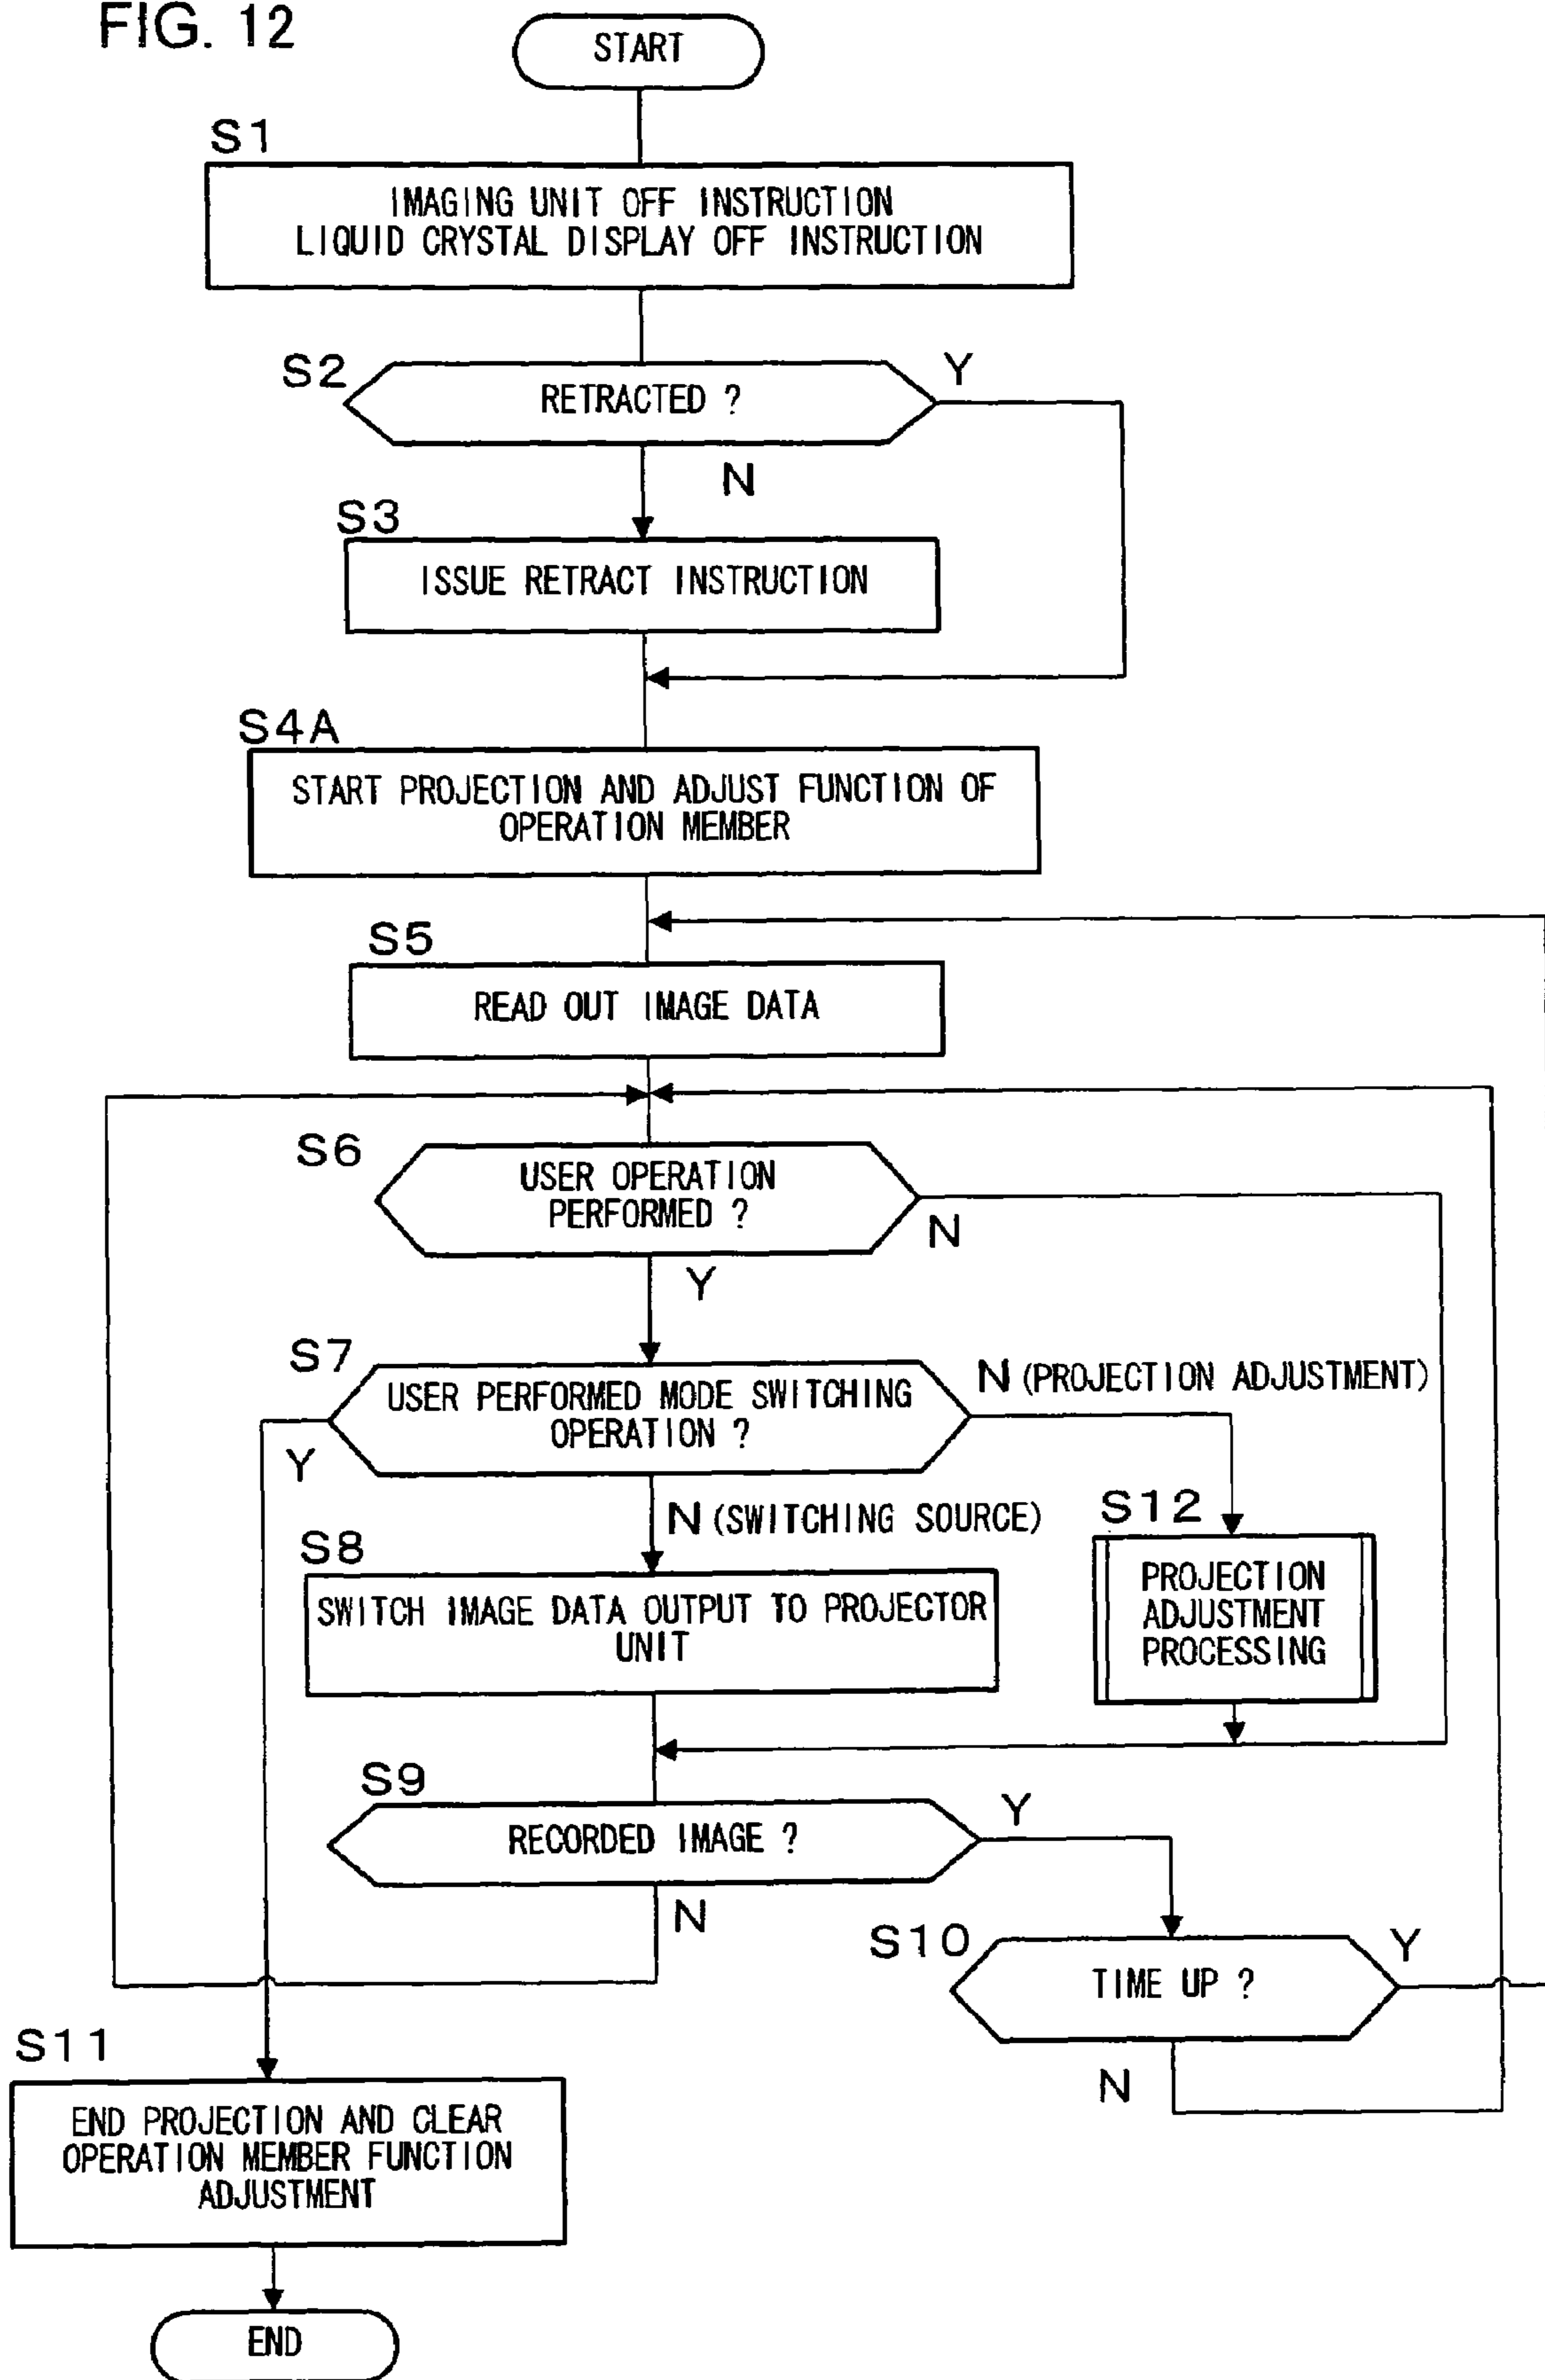 FIG. 12
START
S1
IMAGING UNIT OFF INSTRUCTION
LIQUID CRYSTAL DISPLAY OFF INSTRUCTION
S2
RETRACTED ?
Y
N
S3
ISSUE RETRACT INSTRUCTION
S4A
START PROJECTION AND ADJUST FUNCTION OF
OPERATION MEMBER
S5
READ OUT IMAGE DATA
S6
USER OPERATION
PERFORMED ?
N
Y
S7
USER PERFORMED MODE SWITCHING
OPERATION ?
N (PROJECTION ADJUSTMENT)
Y
N (SWITCHING SOURCE)
S8
SWITCH IMAGE DATA OUTPUT TO PROJECTOR
UNIT
S12
PROJECTION
ADJUSTMENT
PROCESSING
S9
RECORDED IMAGE ?
Y
N
S10
TIME UP ?
Y
N
S11
END PROJECTION AND CLEAR
OPERATION MEMBER FUNCTION
ADJUSTMENT
END